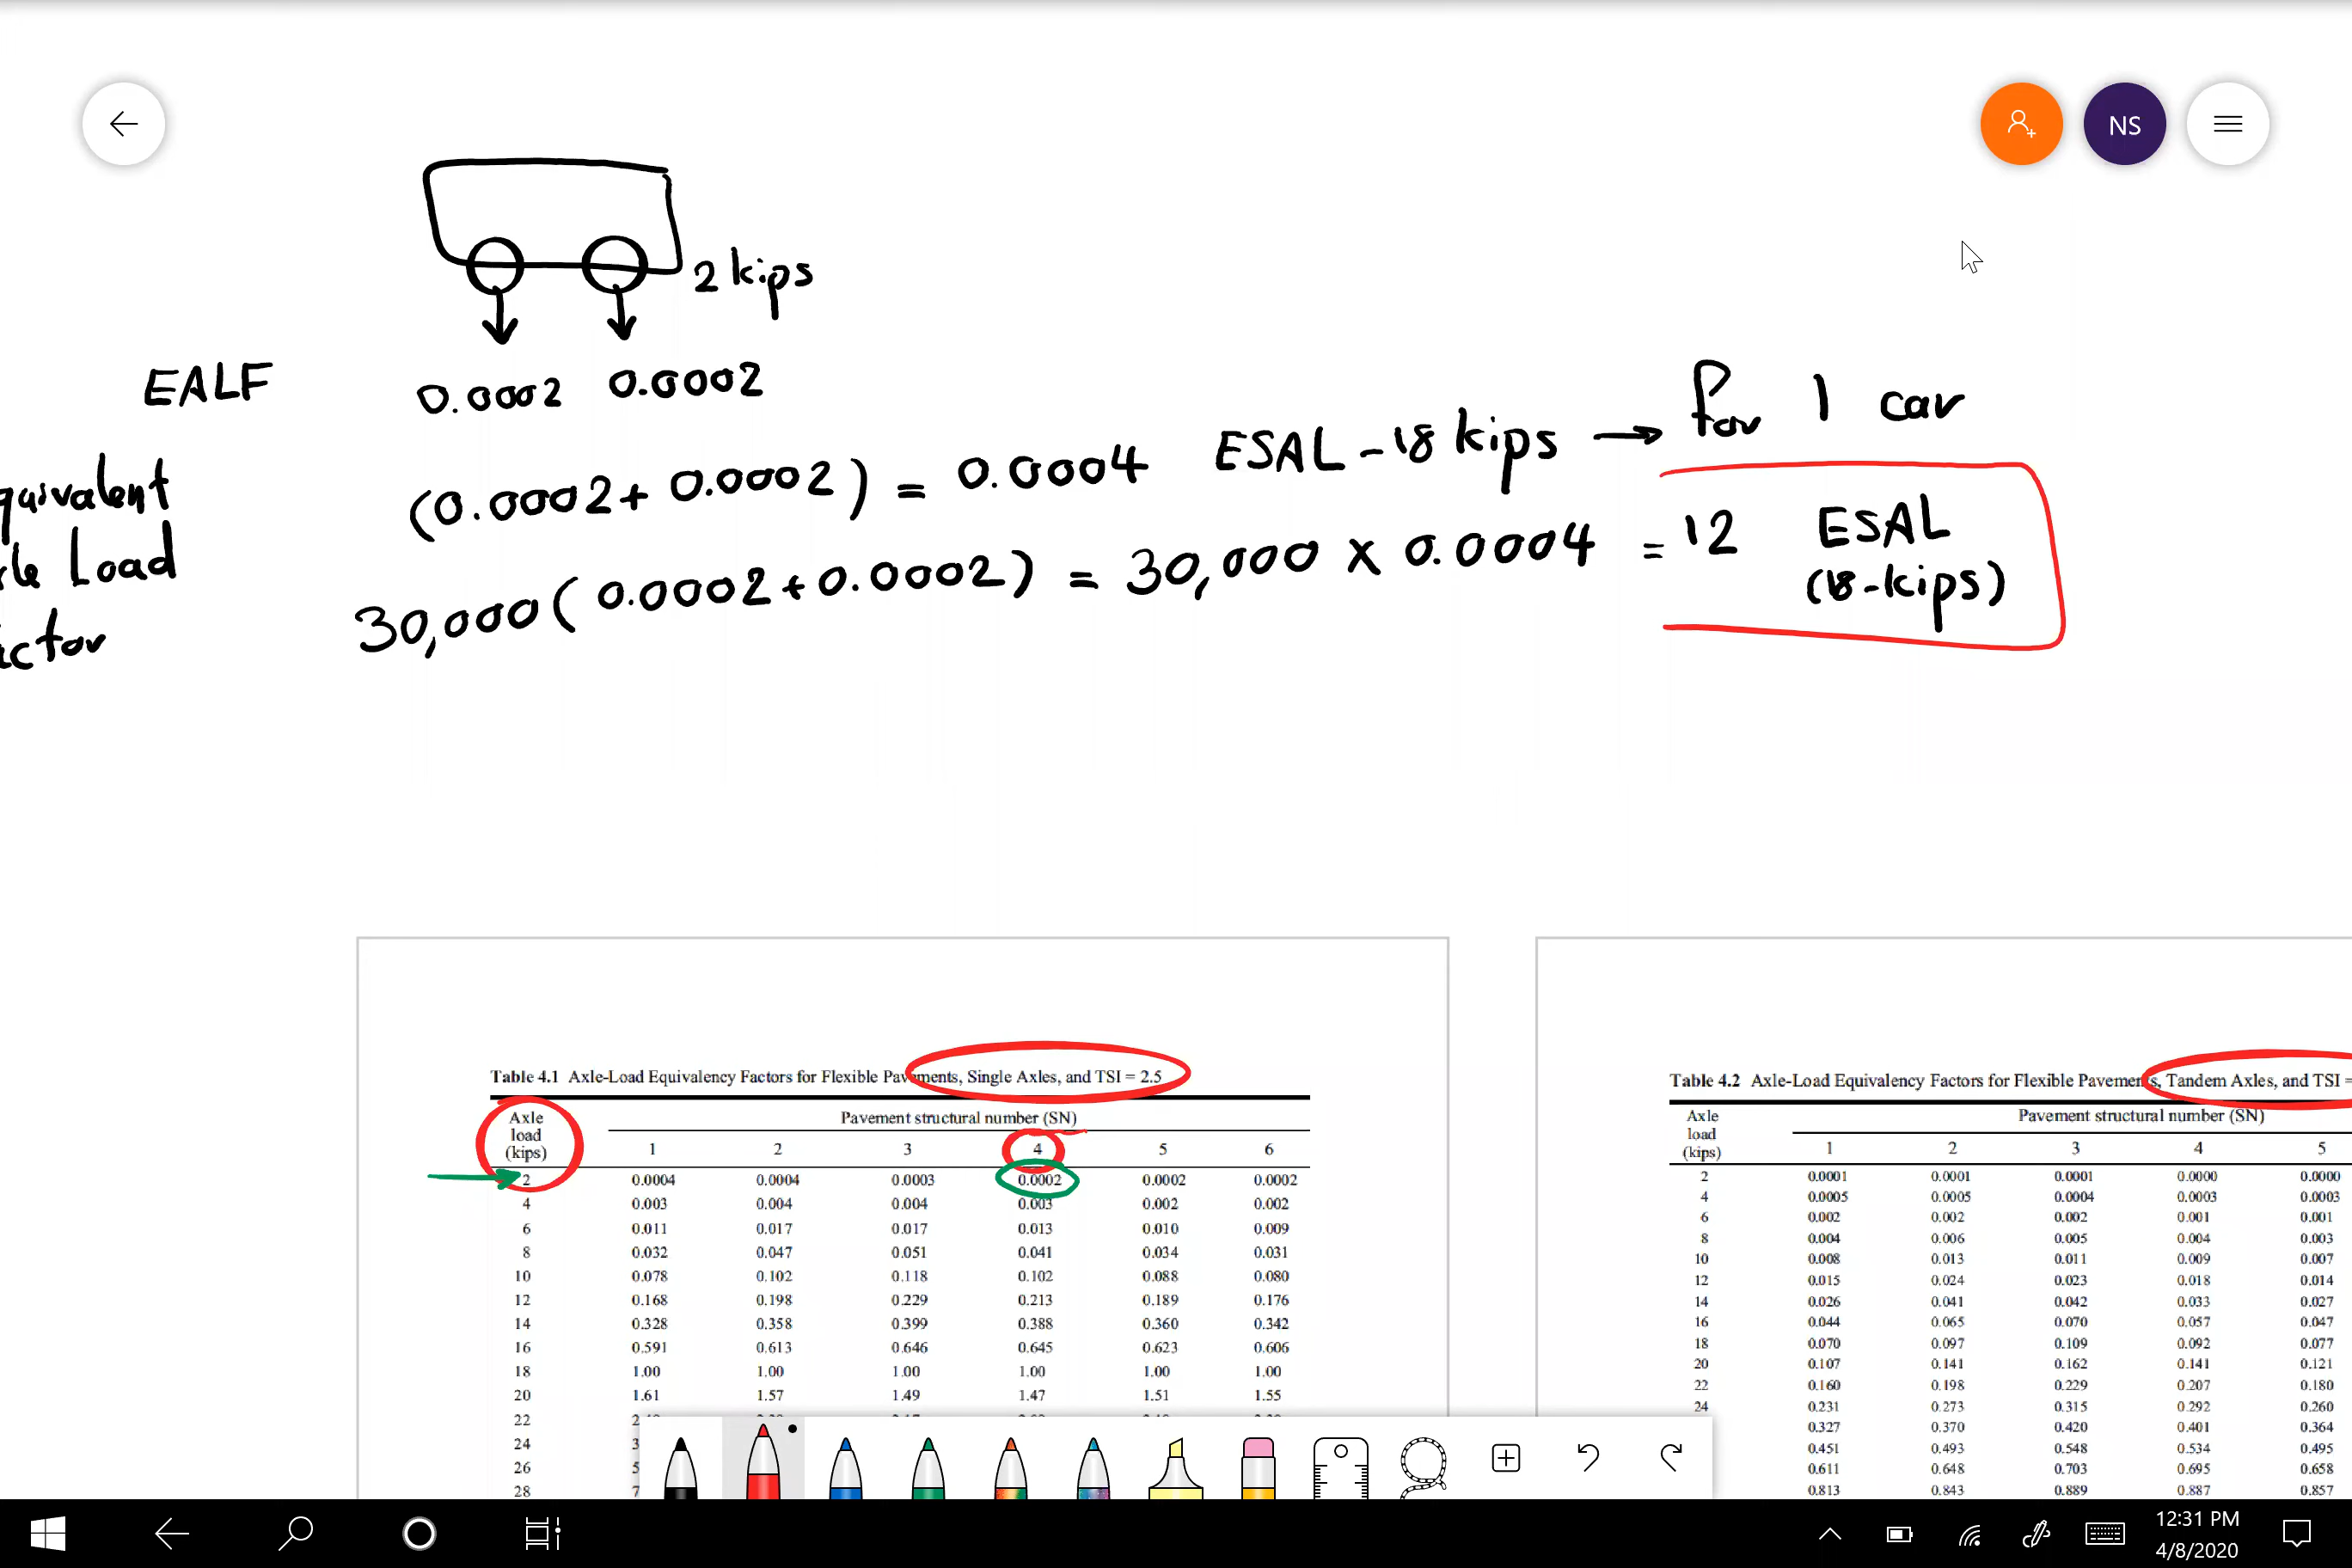 NS
2 kips
EALF 0.0002 0.0002
(0.0002 + 0.0002) = 0.0004 ESAL - 18 kips → for 1 car
Load
30,000 (0.0002 + 0.0002) = 30,000 x 0.0004 = 12 ESAL
(18-kips)
Table 4.1 Axle-Load Equivalency Factors for Flexible Pavements, Single Axles, and TSI = 2.5
Axle load (kips)
Pavement structural number (SN)
1 2 3 4 5 6
2 0.0004 0.0004 0.0003 0.0002 0.0002 0.0002
4 0.003 0.004 0.004 0.003 0.002 0.002
6 0.011 0.017 0.017 0.013 0.010 0.009
8 0.032 0.047 0.051 0.041 0.034 0.031
10 0.078 0.102 0.118 0.102 0.088 0.080
12 0.168 0.198 0.229 0.213 0.189 0.176
14 0.328 0.358 0.399 0.388 0.360 0.342
16 0.591 0.613 0.646 0.645 0.623 0.606
18 1.00 1.00 1.00 1.00 1.00 1.00
20 1.61 1.57 1.49 1.47 1.51 1.55
22
24
26
28
Table 4.2 Axle-Load Equivalency Factors for Flexible Pavements, Tandem Axles, and TSI =
Axle load (kips)
Pavement structural number (SN)
1 2 3 4 5
2 0.0001 0.0001 0.0001 0.0000 0.0000
4 0.0005 0.0005 0.0004 0.0003 0.0003
6 0.002 0.002 0.002 0.001 0.001
8 0.004 0.006 0.005 0.004 0.003
10 0.008 0.013 0.011 0.009 0.007
12 0.015 0.024 0.023 0.018 0.014
14 0.026 0.041 0.042 0.033 0.027
16 0.044 0.065 0.070 0.057 0.047
18 0.070 0.097 0.109 0.092 0.077
20 0.107 0.141 0.162 0.141 0.121
22 0.160 0.198 0.229 0.207 0.180
24 0.231 0.273 0.315 0.292 0.260
0.327 0.370 0.420 0.401 0.364
0.451 0.493 0.548 0.534 0.495
0.611 0.648 0.703 0.695 0.658
0.813 0.843 0.889 0.887 0.857
12:31 PM
4/8/2020